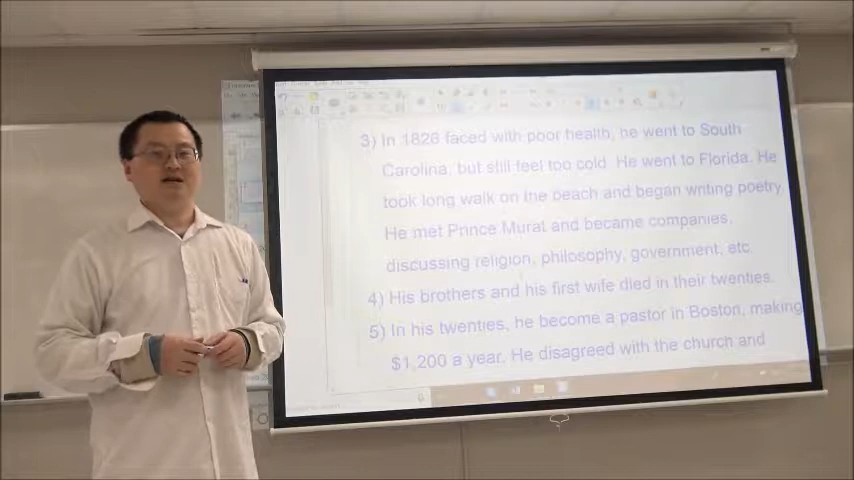 3) In 1826 faced with poor health, he went to South
Carolina, but still feel too cold. He went to Florida. He
took long walk on the beach and began writing poetry.
He met Prince Murat and became companies,
discussing religion, philosophy, government, etc
4) His brothers and his first wife died in their twenties.
5) In his twenties, he become a pastor in Boston, making
$1,200 a year. He disagreed with the church and